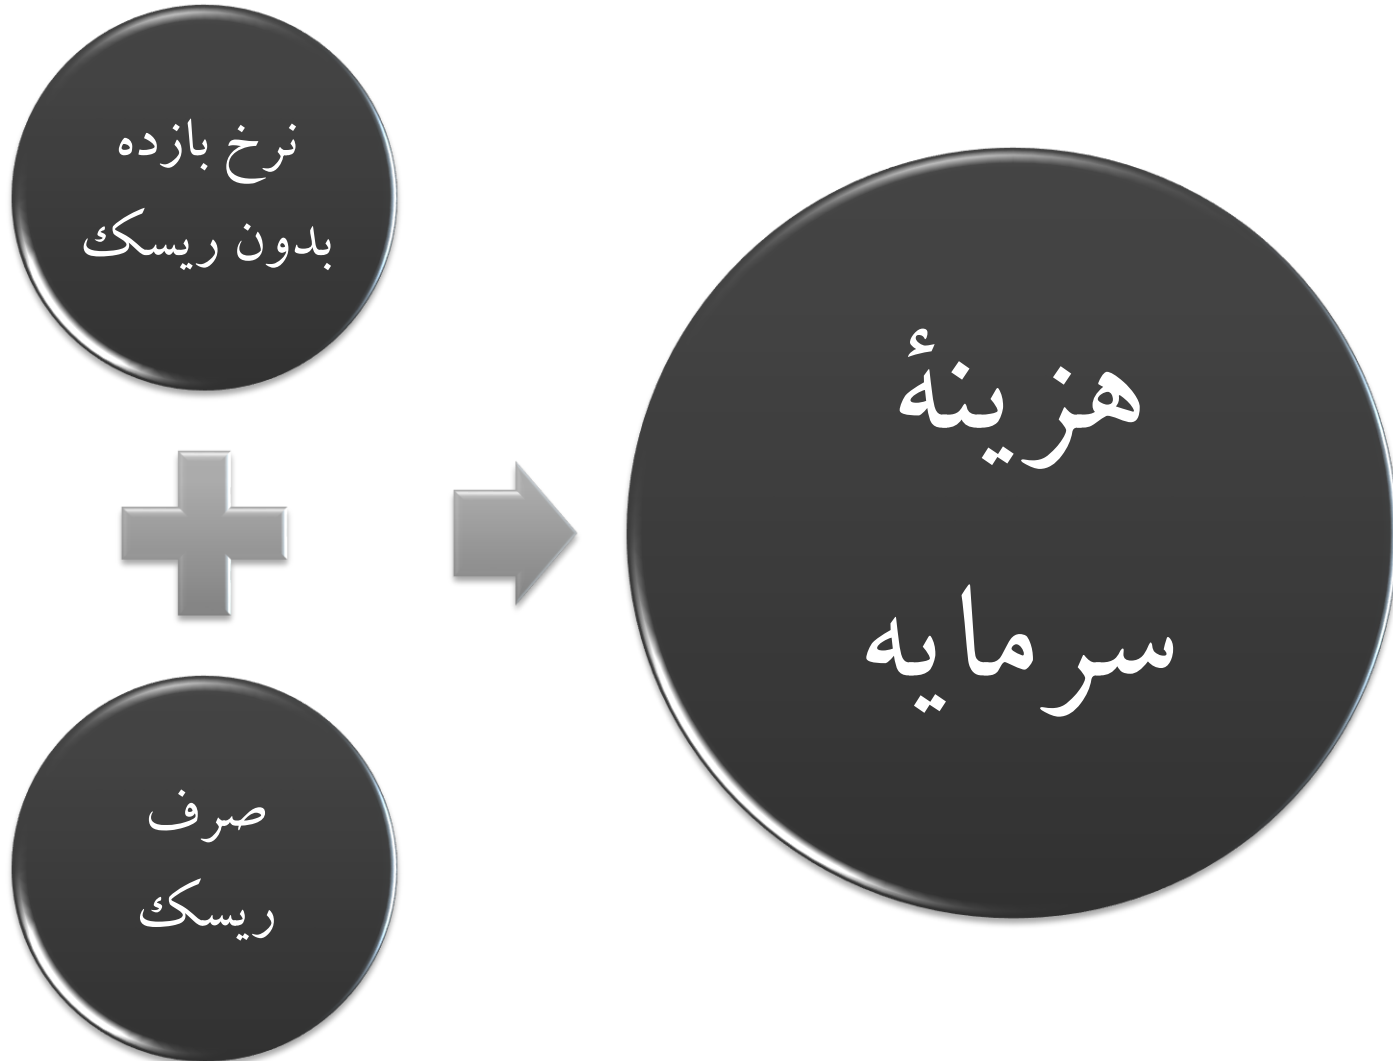 نرخ بازده
بدون ریسک
صرف
ریسک
هزینهٔ
سرمایه